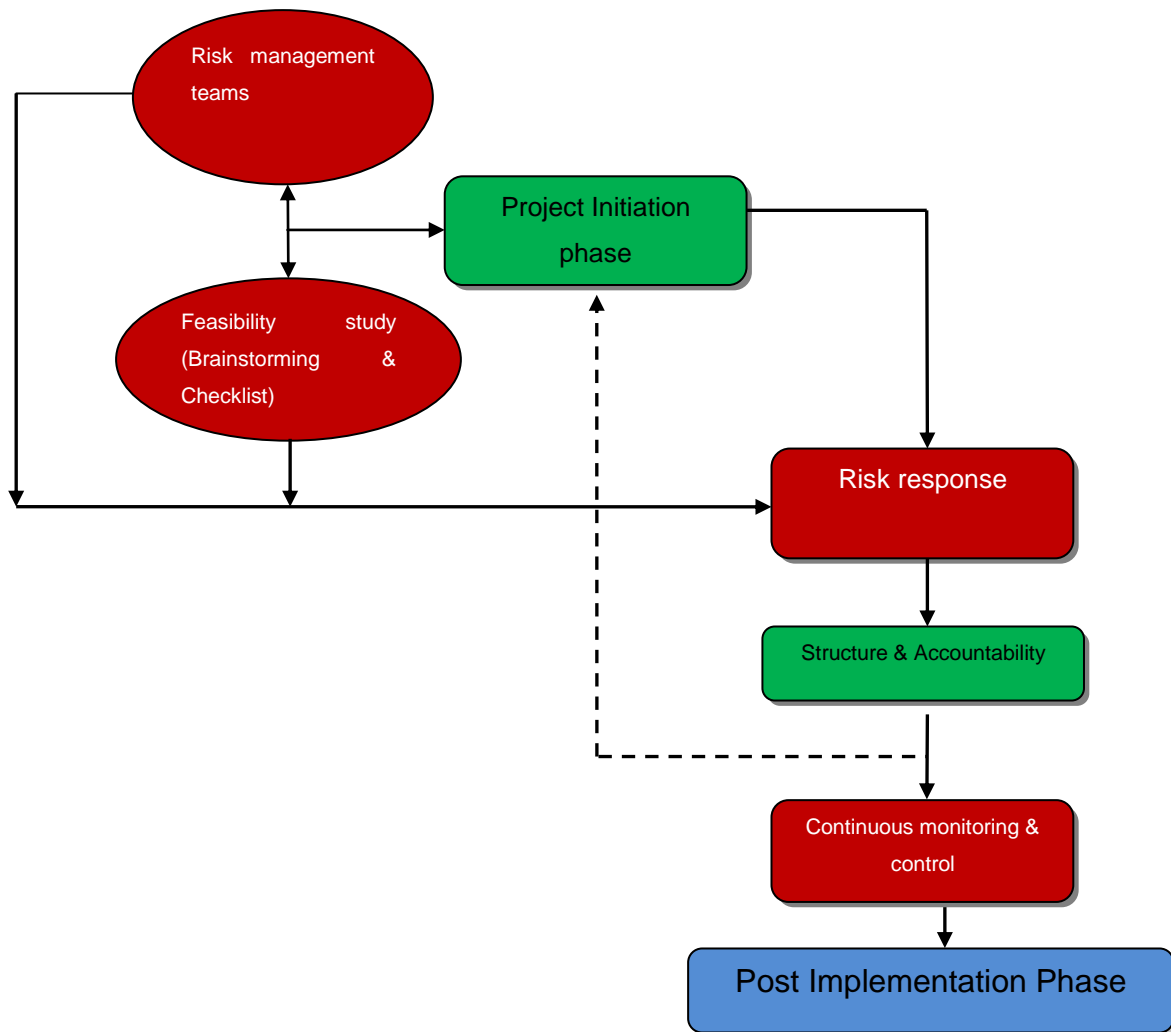 Risk management
teams
Project Initiation
phase
Feasibility study
(Brainstorming &
Checklist)
Risk response
Structure & Accountability
Continuous monitoring &
control
Post Implementation Phase